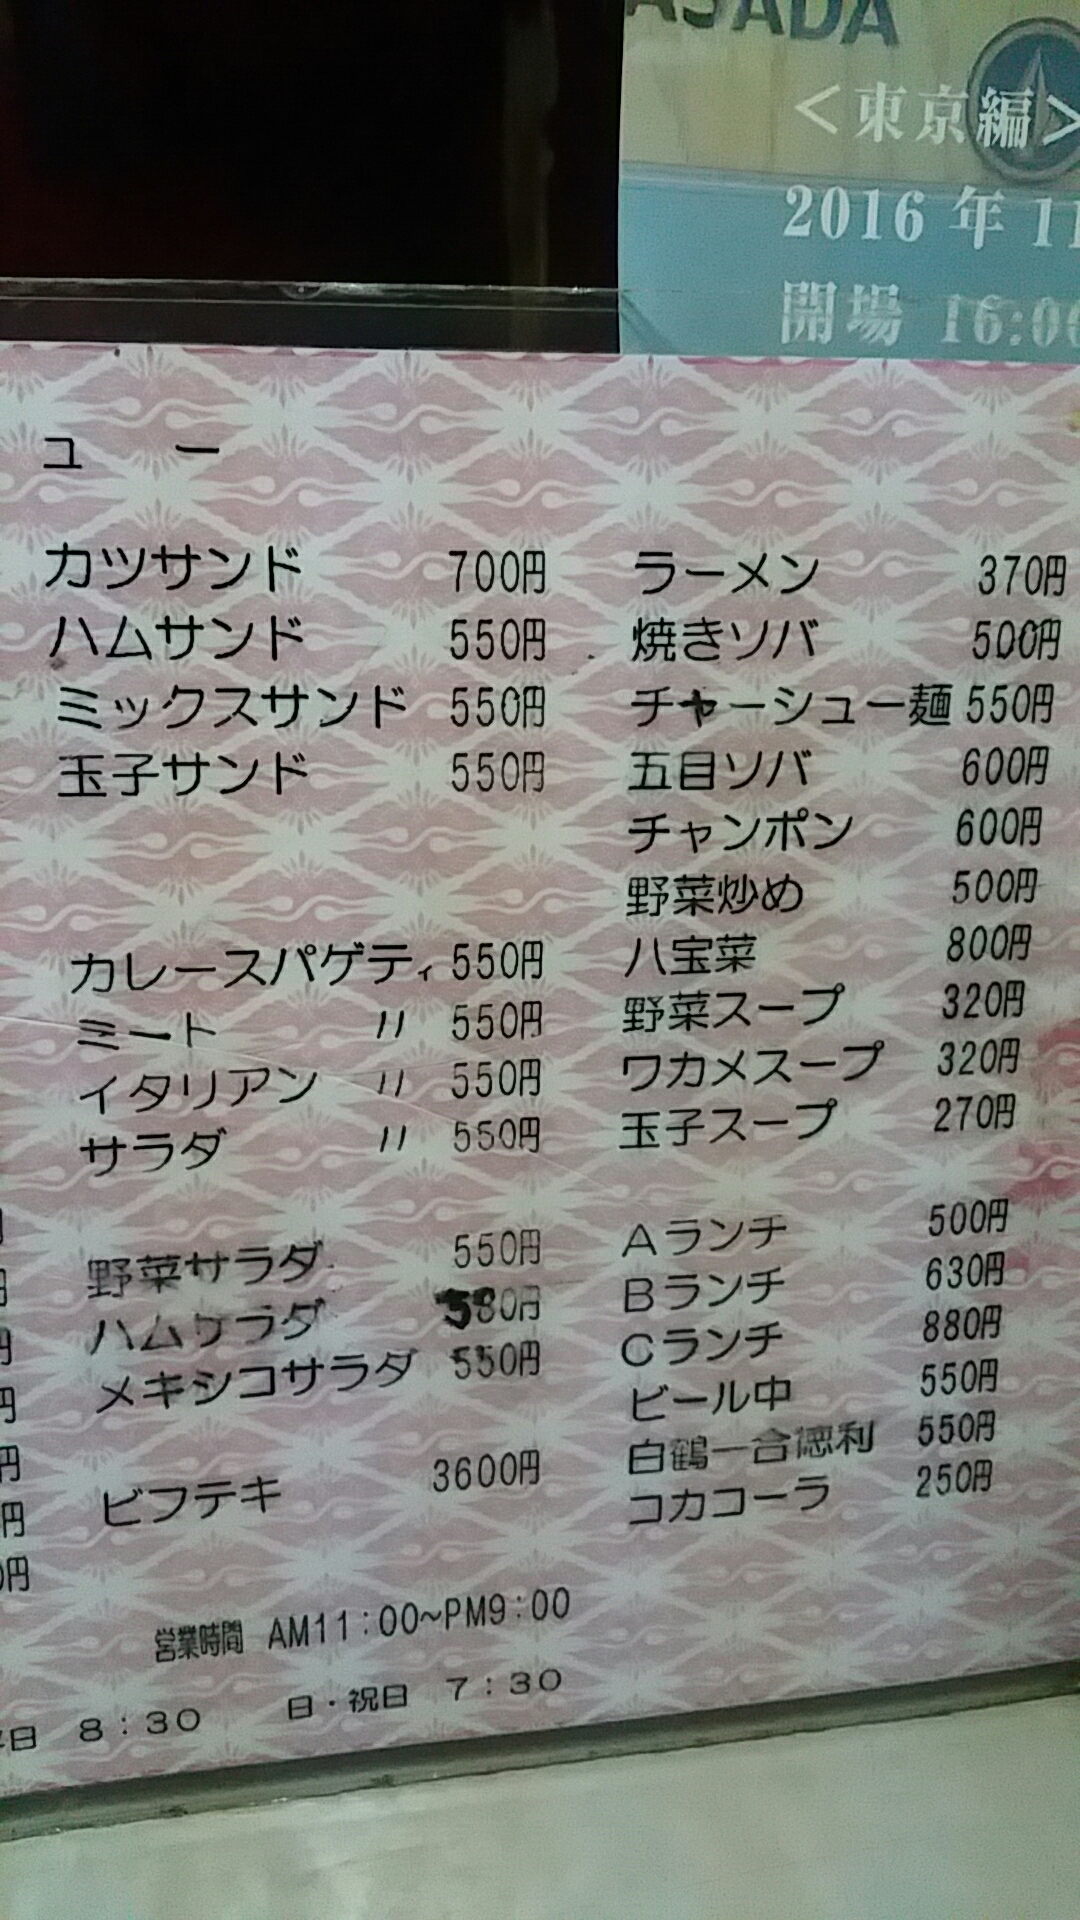 ASADA
＜東京編＞
2016年11
開場 16:00
ュー
カツサンド 700円
ハムサンド 550円
ミックスサンド 550円
玉子サンド 550円
カレースパゲティ 550円
ミート 〃 550円
イタリアン 〃 550円
サラダ 〃 550円
野菜サラダ 550円
ハムサラダ 580円
メキシコサラダ 550円
ビフテキ 3600円
ラーメン 370円
焼きソバ 500円
チャーシュー麺 550円
五目ソバ 600円
チャンポン 600円
野菜炒め 500円
八宝菜 800円
野菜スープ 320円
ワカメスープ 320円
玉子スープ 270円
Aランチ 500円
Bランチ 630円
Cランチ 880円
ビール中 550円
白鶴一合徳利 550円
コカコーラ 250円
営業時間 AM11:00~PM9:00
平日 8:30 日・祝日 7:30